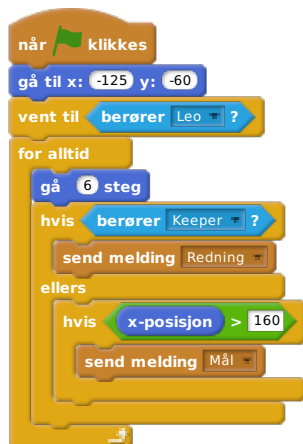 når klikkes
gå til x: -125 y: -60
vent til berører Leo ?
for alltid
gå 6 steg
hvis berører Keeper ?
send melding Redning
ellers
hvis x-posisjon > 160
send melding Mål